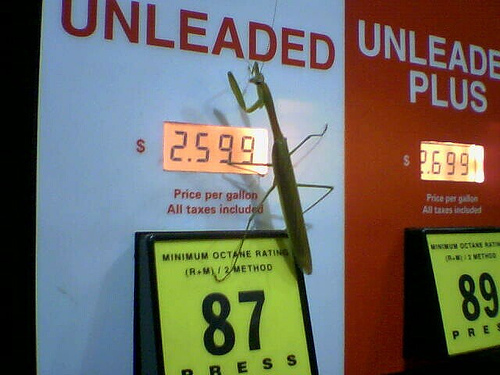 UNLEADED
$ 2.599
Price per gallon
All taxes included
MINIMUM OCTANE RATING
(R+M) / 2 METHOD
87
PRESS
UNLEADE
PLUS
$ 2.699
Price per gallon
All taxes included
MINIMUM OCTANE RATING
(R+M) / 2 METHOD
89
PRES